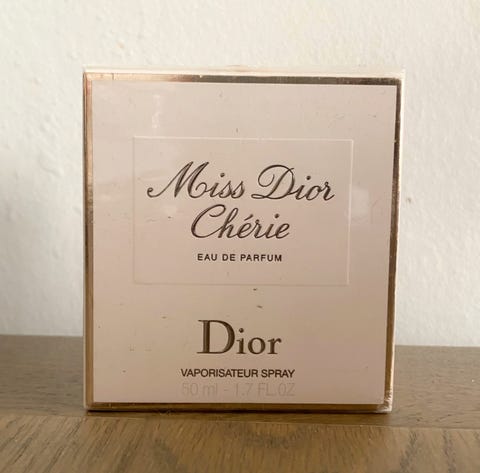 Miss Dior
Chérie
EAU DE PARFUM
Dior
VAPORISATEUR SPRAY
50 ml - 1.7 FL.OZ